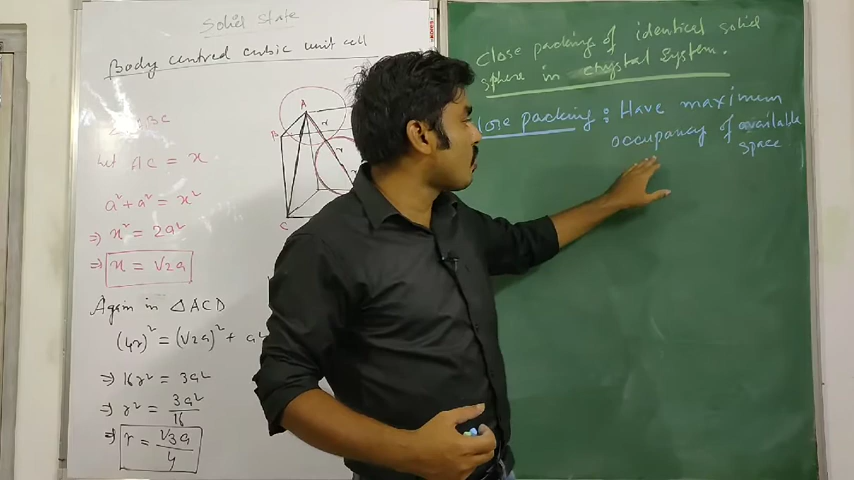 Solid State
Body centred cubic unit cell
Let AC = x
a² + a² = x²
⇒ x² = 2a²
⇒ x = √2a
Again in △ACD
(4r)² = (√2a)² + a²
⇒ 16r² = 3a²
⇒ r² = 3a²/16
⇒ r = √3a/4
A
B
r
r
C
Close packing of identical solid
sphere in crystal system.
lose packing : Have maximum
occupancy of available
space